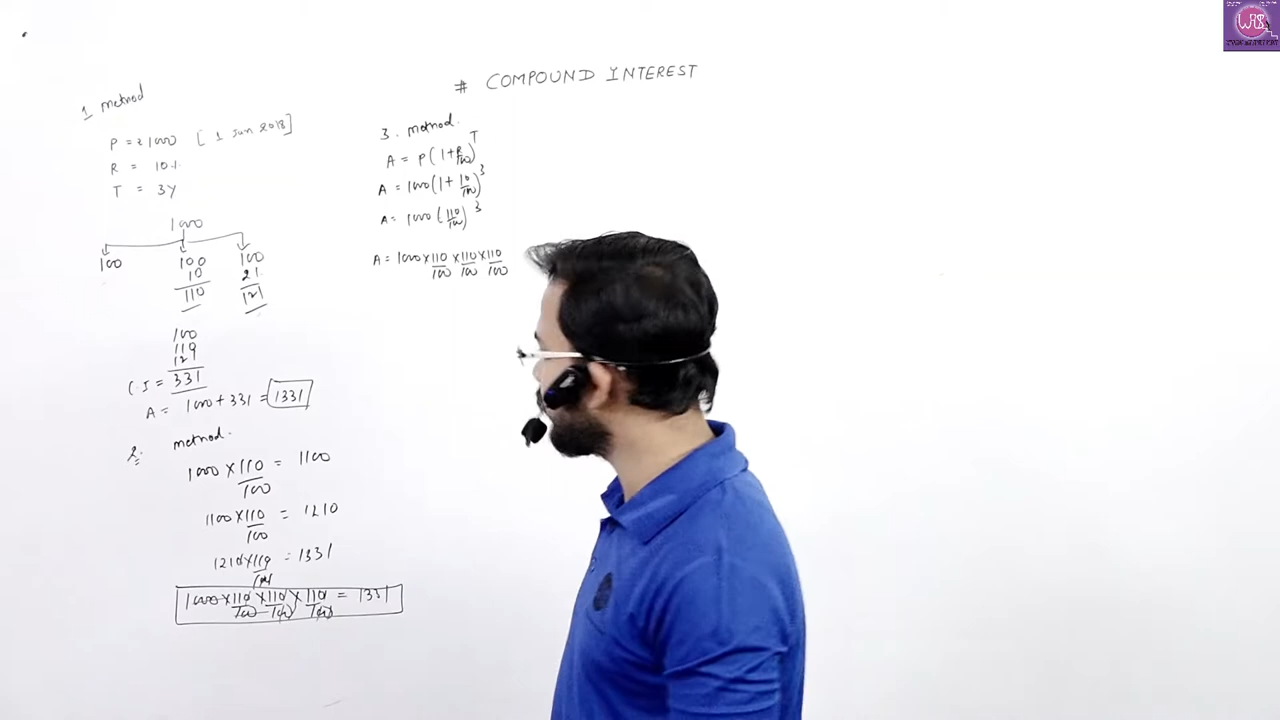 # COMPOUND INTEREST
1 method
P = ₹1000 [1 Jan 2018]
R = 10%
T = 3y
1000
100 100 100
10 21
110 121
100
110
121
C.I = 331
A = 1000 + 331 = 1331
2. method.
1000 × 110/100 = 1100
1100 × 110/100 = 1210
1210 × 110/100 = 1331
1000 × 110/100 × 110/100 × 110/100 = 1331
3. method.
A = P(1+R/100)^T
A = 1000(1+10/100)^3
A = 1000(110/100)^3
A = 1000 × 110/100 × 110/100 × 110/100